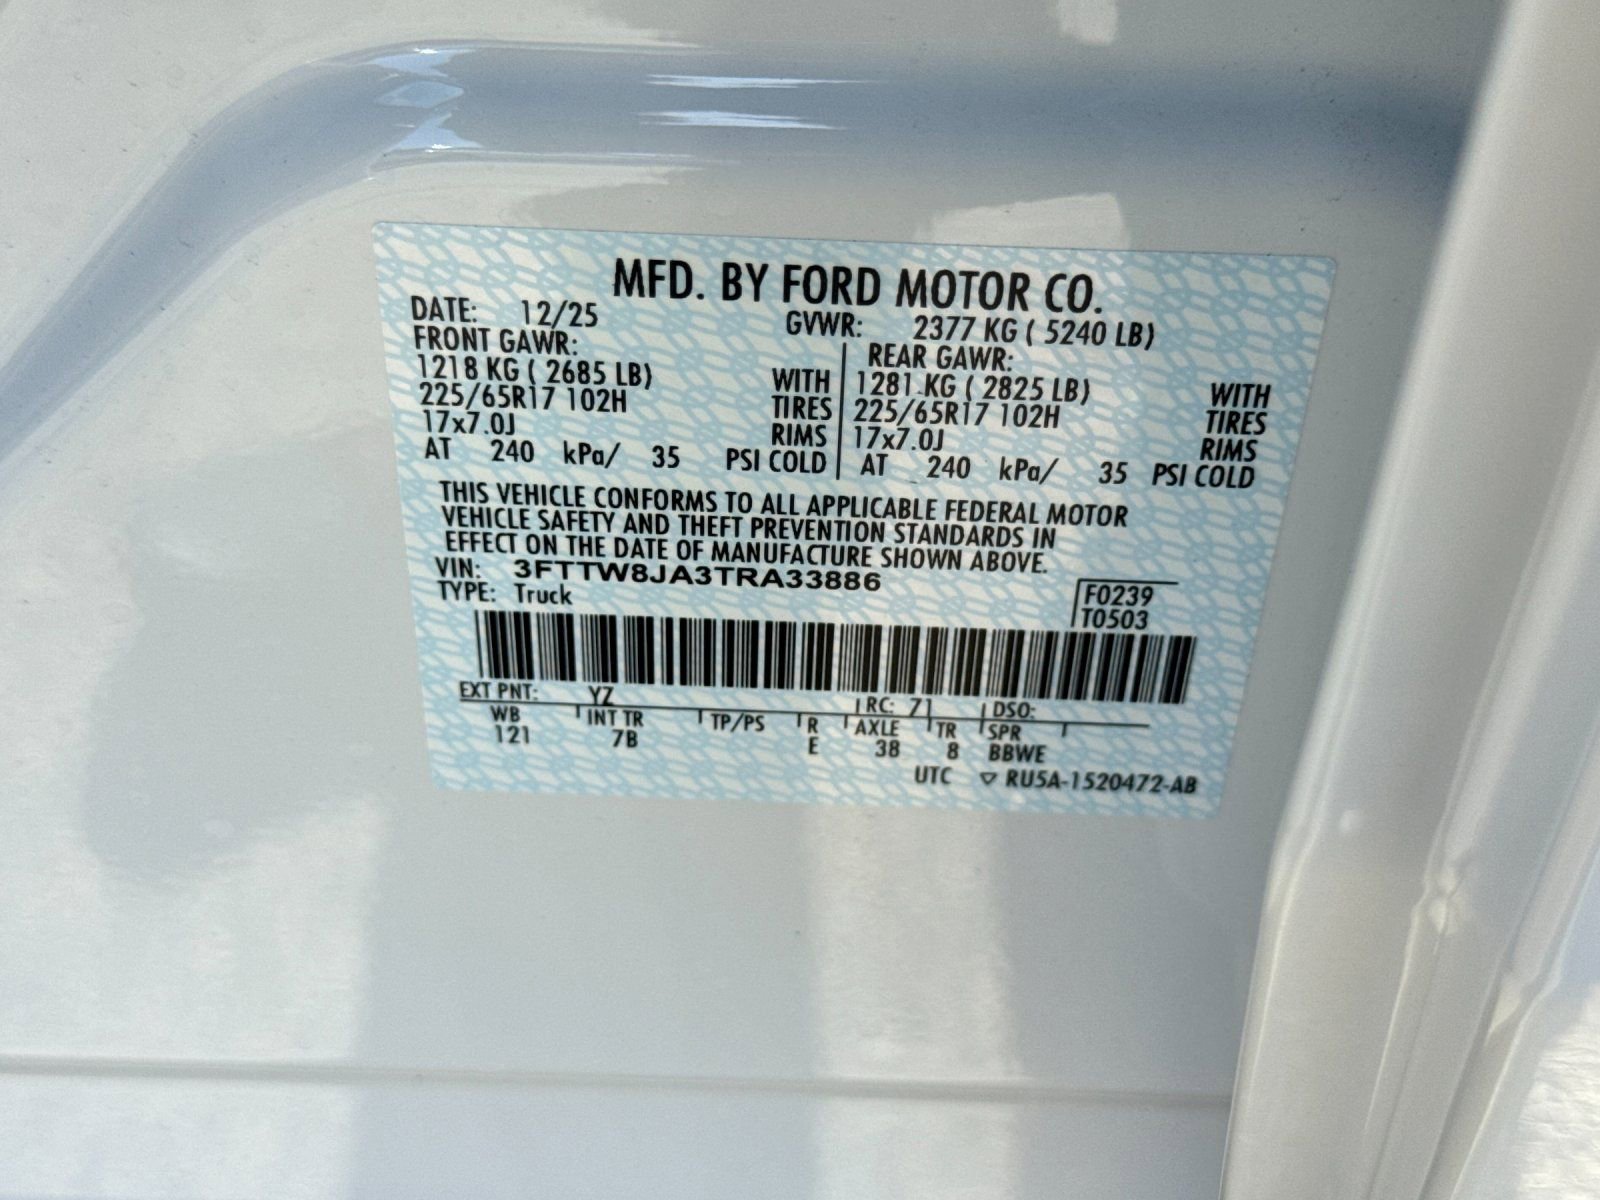 MFD. BY FORD MOTOR CO.
DATE: 12/25 GVWR: 2377 KG ( 5240 LB)
FRONT GAWR: REAR GAWR:
1218 KG ( 2685 LB) WITH 1281 KG ( 2825 LB) WITH
225/65R17 102H TIRES 225/65R17 102H TIRES
17x7.0J RIMS 17x7.0J RIMS
AT 240 kPa/ 35 PSI COLD AT 240 kPa/ 35 PSI COLD
THIS VEHICLE CONFORMS TO ALL APPLICABLE FEDERAL MOTOR
VEHICLE SAFETY AND THEFT PREVENTION STANDARDS IN
EFFECT ON THE DATE OF MANUFACTURE SHOWN ABOVE.
VIN: 3FTTW8JA3TRA33886
TYPE: Truck F0239
T0503
EXT PNT: YZ RC: 71 DSO:
WB INT TR TP/PS R AXLE TR SPR
121 7B E 38 8 BBWE
UTC ▽ RU5A-1520472-AB